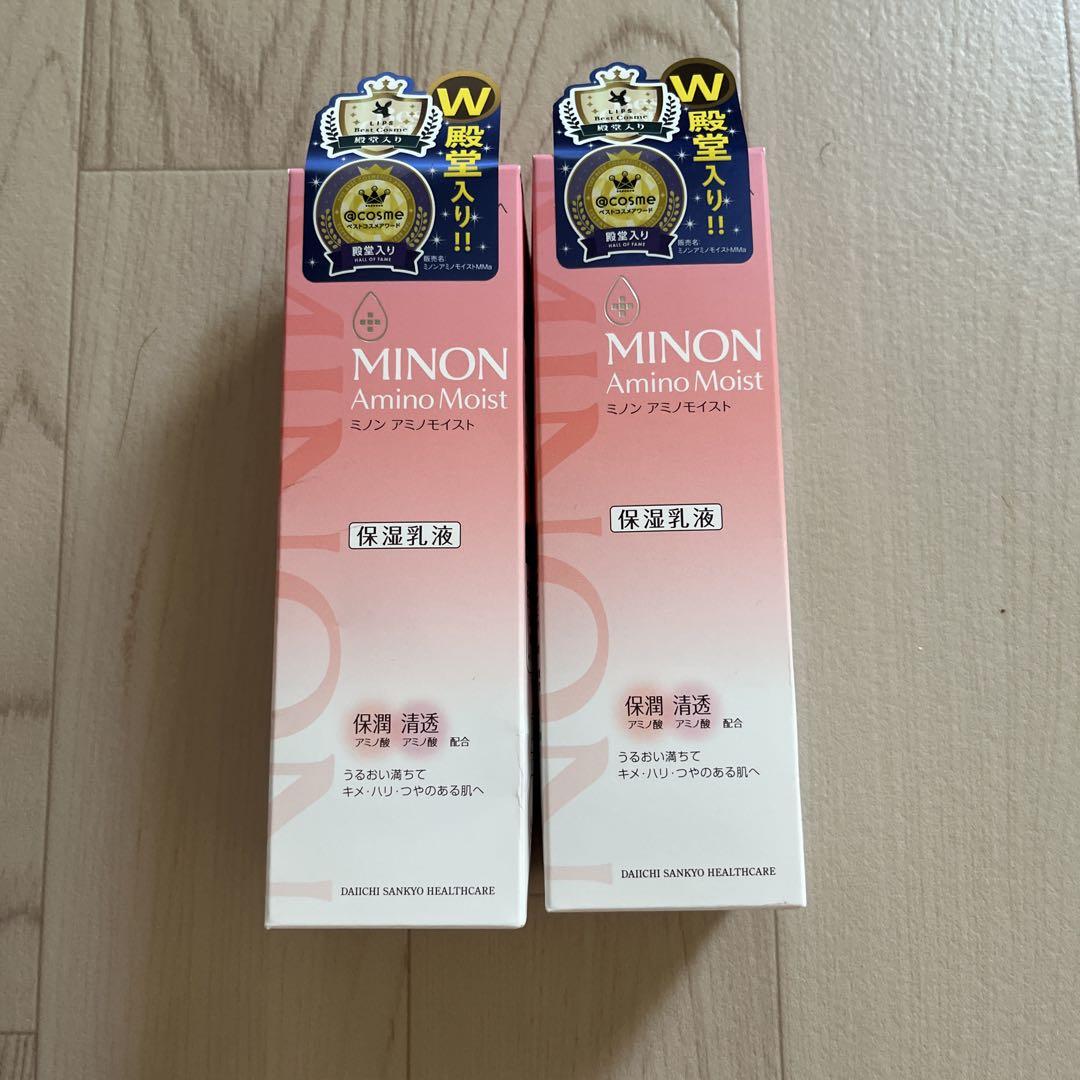 LIPS
Best Cosme
殿堂入り
W
殿堂入り!!
@cosme
ベストコスメアワード
殿堂入り
HALL OF FAME
販売名:
ミノンアミノモイストMMa
MINON
Amino Moist
ミノン アミノモイスト
保湿乳液
保潤 清透
アミノ酸 アミノ酸 配合
うるおい満ちて
キメ・ハリ・つやのある肌へ
DAIICHI SANKYO HEALTHCARE
LIPS
Best Cosme
殿堂入り
W
殿堂入り!!
@cosme
ベストコスメアワード
殿堂入り
HALL OF FAME
販売名:
ミノンアミノモイストMMa
MINON
Amino Moist
ミノン アミノモイスト
保湿乳液
保潤 清透
アミノ酸 アミノ酸 配合
うるおい満ちて
キメ・ハリ・つやのある肌へ
DAIICHI SANKYO HEALTHCARE